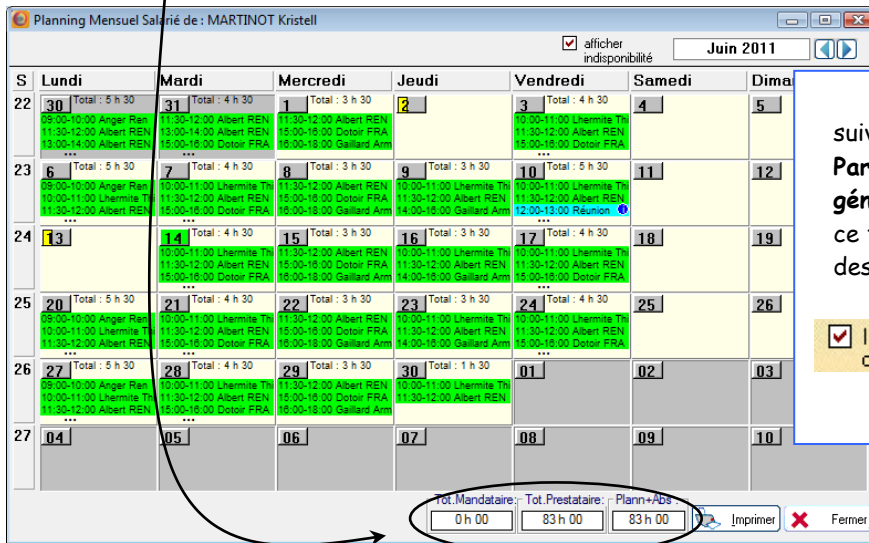 Planning Mensuel Salarié de : MARTINOT Kristell
afficher indisponibilité
Juin 2011
S Lundi Mardi Mercredi Jeudi Vendredi Samedi Dima
22
30 Total : 5 h 30
09:00-10:00 Anger Ren
11:30-12:00 Albert REN
13:00-14:00 Albert REN
...
31 Total : 4 h 30
11:30-12:00 Albert REN
13:00-14:00 Albert REN
15:00-16:00 Dotoir FRA
...
1 Total : 3 h 30
11:30-12:00 Albert REN
15:00-16:00 Dotoir FRA
16:00-18:00 Gaillard Arm
2
3 Total : 4 h 30
10:00-11:00 Lhermite Thi
11:30-12:00 Albert REN
15:00-16:00 Dotoir FRA
...
4
5
23
6 Total : 5 h 30
09:00-10:00 Anger Ren
10:00-11:00 Lhermite Thi
11:30-12:00 Albert REN
...
7 Total : 4 h 30
10:00-11:00 Lhermite Thi
11:30-12:00 Albert REN
15:00-16:00 Dotoir FRA
...
8 Total : 3 h 30
11:30-12:00 Albert REN
15:00-16:00 Dotoir FRA
16:00-18:00 Gaillard Arm
9 Total : 3 h 30
10:00-11:00 Lhermite Thi
11:30-12:00 Albert REN
14:00-16:00 Gaillard Arm
10 Total : 5 h 30
10:00-11:00 Lhermite Thi
11:30-12:00 Albert REN
12:00-13:00 Réunion
...
11
12
24
13
14 Total : 4 h 30
10:00-11:00 Lhermite Thi
11:30-12:00 Albert REN
15:00-16:00 Dotoir FRA
...
15 Total : 3 h 30
11:30-12:00 Albert REN
15:00-16:00 Dotoir FRA
16:00-18:00 Gaillard Arm
16 Total : 3 h 30
10:00-11:00 Lhermite Thi
11:30-12:00 Albert REN
14:00-16:00 Gaillard Arm
17 Total : 4 h 30
10:00-11:00 Lhermite Thi
11:30-12:00 Albert REN
15:00-16:00 Dotoir FRA
...
18
19
25
20 Total : 5 h 30
09:00-10:00 Anger Ren
10:00-11:00 Lhermite Thi
11:30-12:00 Albert REN
...
21 Total : 4 h 30
10:00-11:00 Lhermite Thi
11:30-12:00 Albert REN
15:00-16:00 Dotoir FRA
...
22 Total : 3 h 30
11:30-12:00 Albert REN
15:00-16:00 Dotoir FRA
16:00-18:00 Gaillard Arm
23 Total : 3 h 30
10:00-11:00 Lhermite Thi
11:30-12:00 Albert REN
14:00-16:00 Gaillard Arm
24 Total : 4 h 30
10:00-11:00 Lhermite Thi
11:30-12:00 Albert REN
15:00-16:00 Dotoir FRA
...
25
26
26
27 Total : 5 h 30
09:00-10:00 Anger Ren
10:00-11:00 Lhermite Thi
11:30-12:00 Albert REN
...
28 Total : 4 h 30
10:00-11:00 Lhermite Thi
11:30-12:00 Albert REN
15:00-16:00 Dotoir FRA
...
29 Total : 3 h 30
11:30-12:00 Albert REN
15:00-16:00 Dotoir FRA
16:00-18:00 Gaillard Arm
30 Total : 1 h 30
10:00-11:00 Lhermite Thi
11:30-12:00 Albert REN
01
02
03
27
04
05
06
07
08
09
10
suiv
Par
gén
ce
des
Tot.Mandataire: Tot.Prestataire: Plann+Abs :
0 h 00 83 h 00 83 h 00 Imprimer Fermer